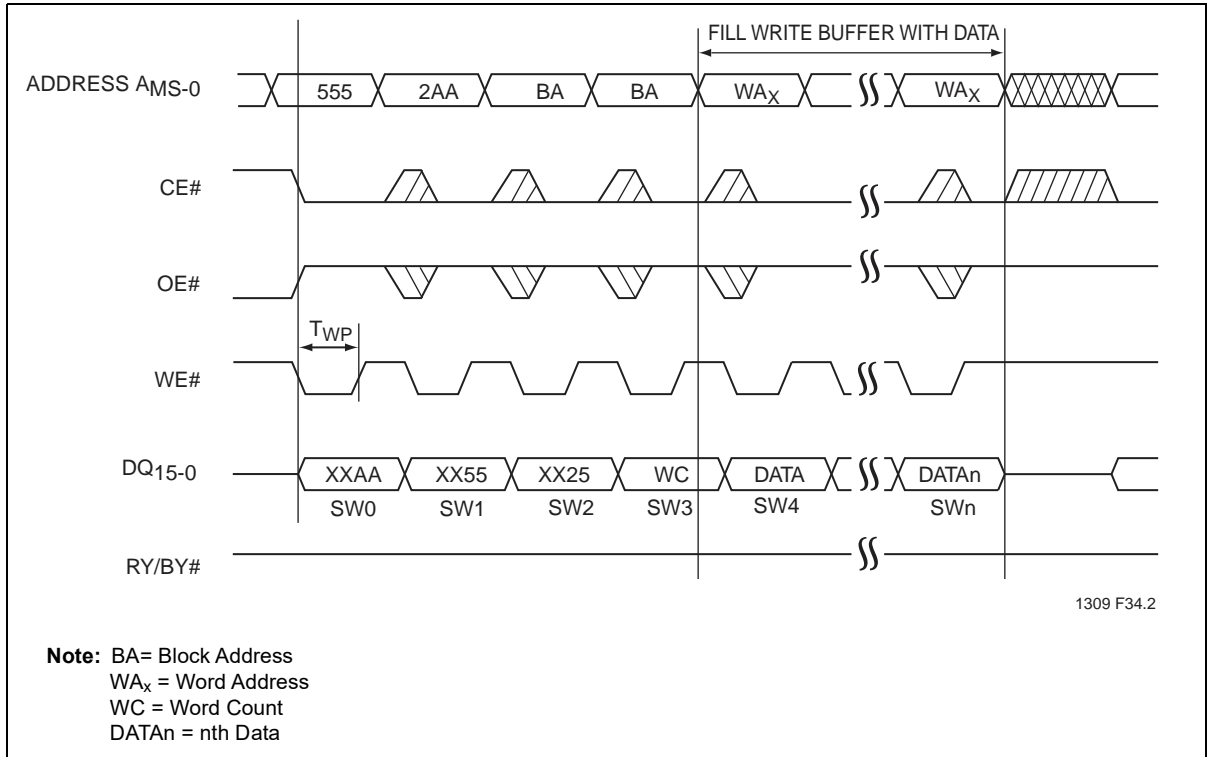 FILL WRITE BUFFER WITH DATA
ADDRESS AMS-0
555 2AA BA BA WAX WAX
CE#
OE#
TWP
WE#
DQ15-0
XXAA XX55 XX25 WC DATA DATAn
SW0 SW1 SW2 SW3 SW4 SWn
RY/BY#
1309 F34.2
Note: BA= Block Address
WAx = Word Address
WC = Word Count
DATAn = nth Data